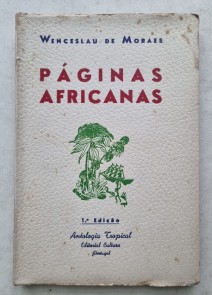 WENCESLAU DE MORAES
PÁGINAS
AFRICANAS
1.ª Edição
Antologia Tropical
Editorial Cultura
Portugal